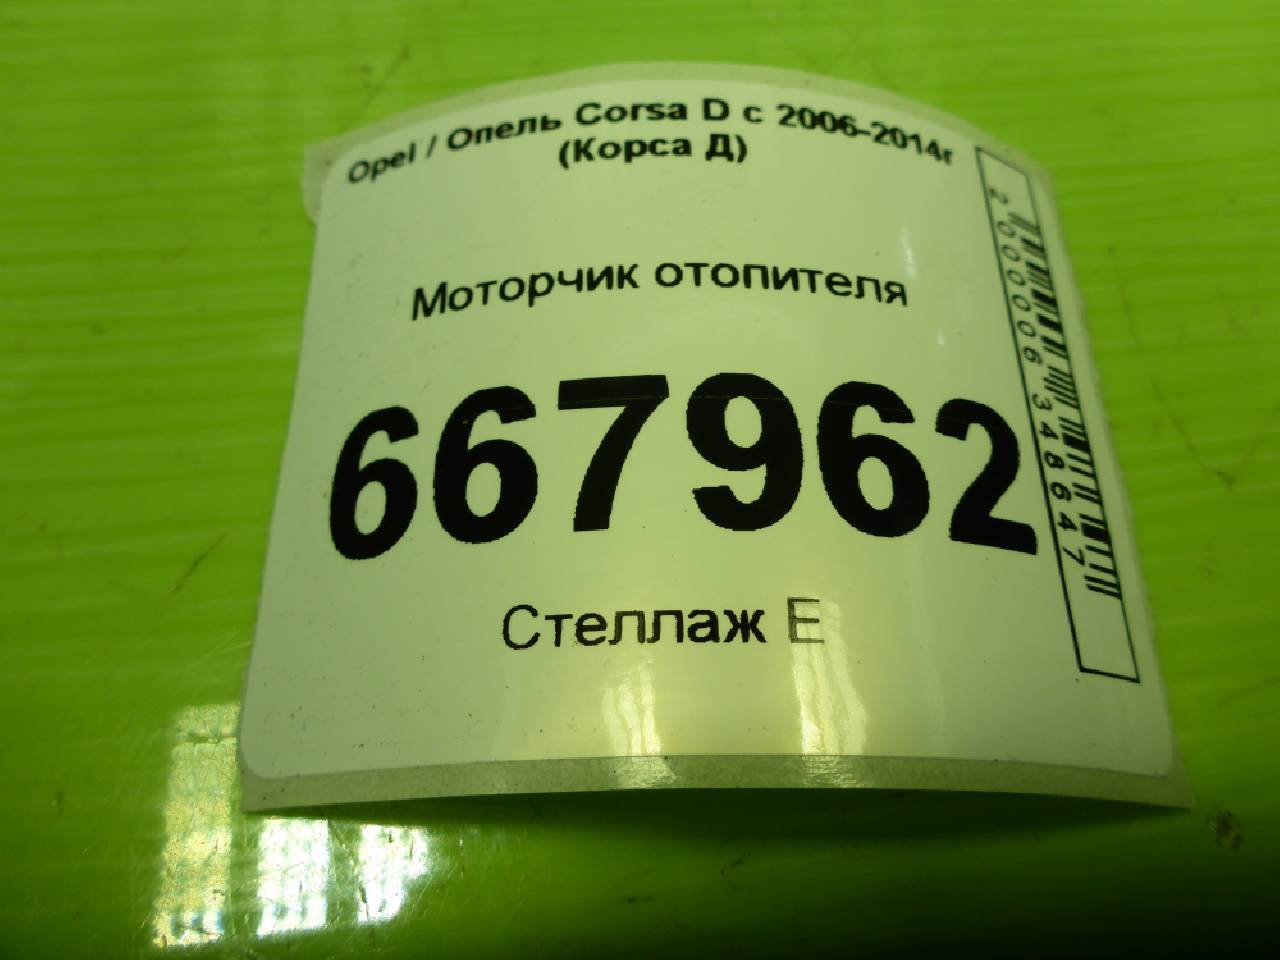 Opel / Опель Corsa D с 2006-2014г
(Корса Д)
Моторчик отопителя
667962
Стеллаж Е
2000006348647